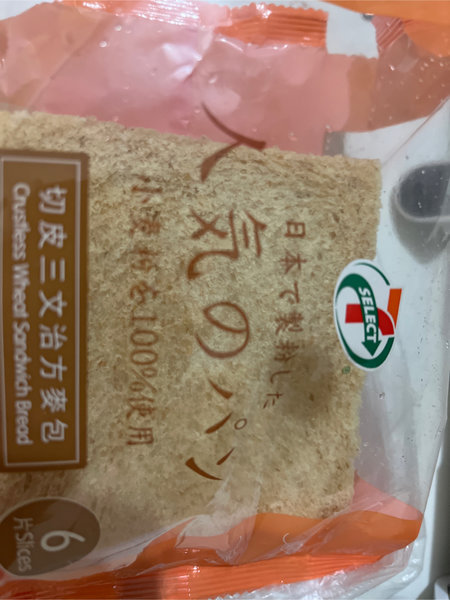 日本で製粉した
人気のパン
小麦粉を100%使用
SELECT
切皮三文治方麥包
Crustless Wheat Sandwich Bread
6
片Slices